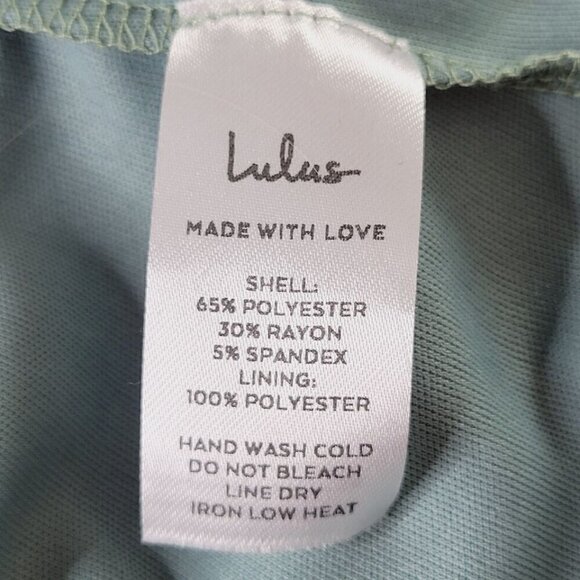 Lulus
MADE WITH LOVE
SHELL:
65% POLYESTER
30% RAYON
5% SPANDEX
LINING:
100% POLYESTER
HAND WASH COLD
DO NOT BLEACH
LINE DRY
IRON LOW HEAT